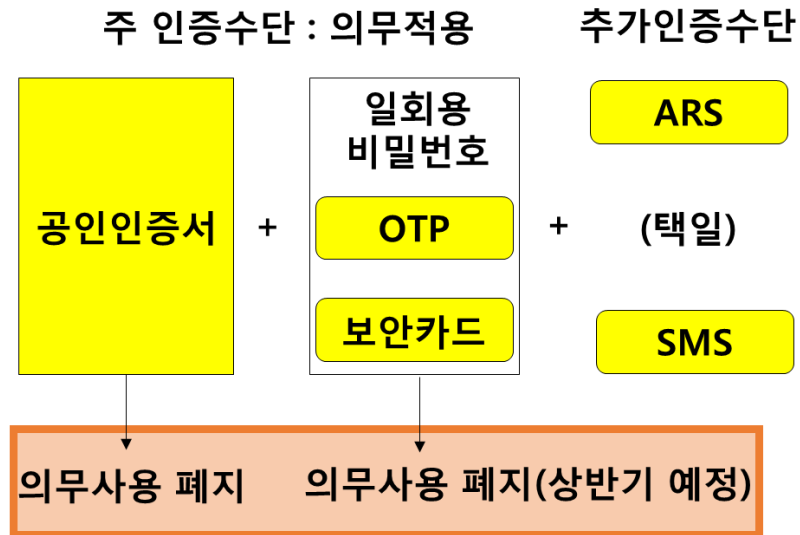 주 인증수단 : 의무적용
추가인증수단
공인인증서
+
일회용
비밀번호
OTP
보안카드
+
ARS
(택일)
SMS
의무사용 폐지
의무사용 폐지(상반기 예정)